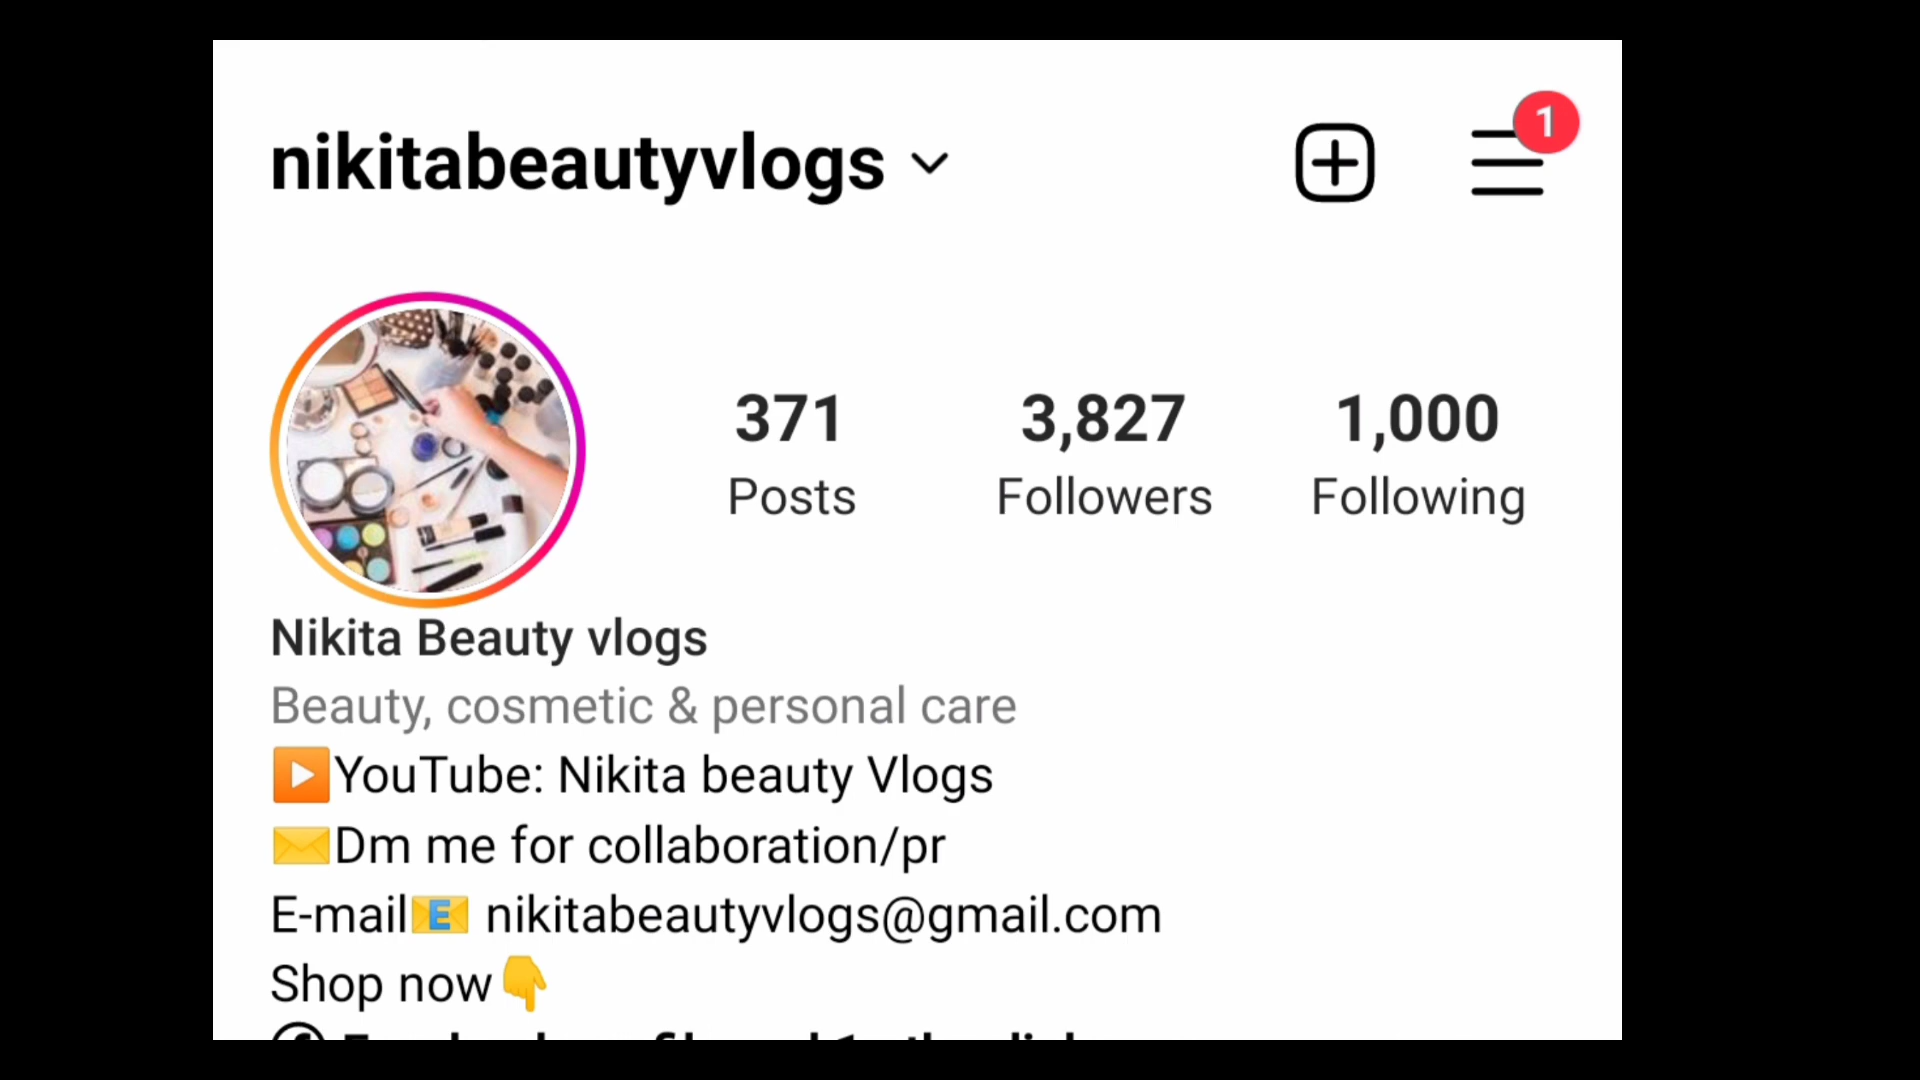 nikitabeautyvlogs
1
371 3,827 1,000
Posts Followers Following
Nikita Beauty vlogs
Beauty, cosmetic & personal care
▶️YouTube: Nikita beauty Vlogs
✉️Dm me for collaboration/pr
E-mail📧 nikitabeautyvlogs@gmail.com
Shop now👇